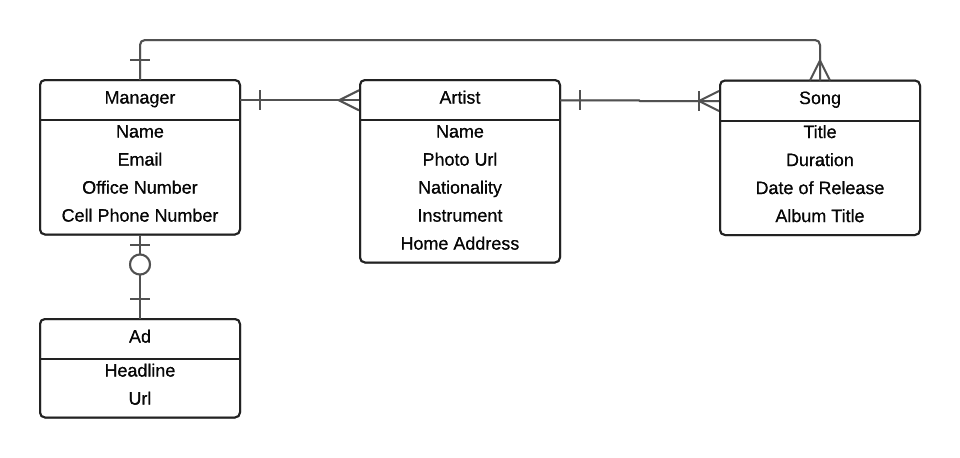 Manager
Name
Email
Office Number
Cell Phone Number
Artist
Name
Photo Url
Nationality
Instrument
Home Address
Song
Title
Duration
Date of Release
Album Title
Ad
Headline
Url